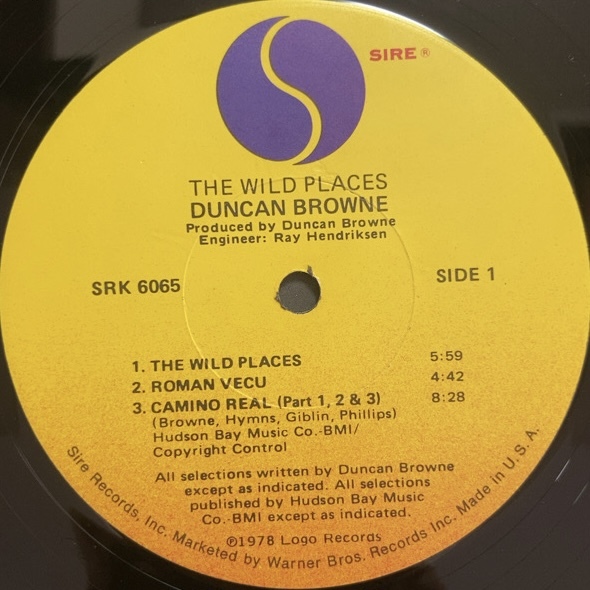 SIRE ®
THE WILD PLACES
DUNCAN BROWNE
Produced by Duncan Browne
Engineer: Ray Hendriksen
SRK 6065
SIDE 1
1. THE WILD PLACES 5:59
2. ROMAN VECU 4:42
3. CAMINO REAL (Part 1, 2 & 3) 8:28
(Browne, Hymns, Giblin, Phillips)
Hudson Bay Music Co.-BMI/
Copyright Control
All selections written by Duncan Browne
except as indicated. All selections
published by Hudson Bay Music
Co.-BMI except as indicated.
℗1978 Logo Records
Sire Records, Inc. Marketed by Warner Bros. Records Inc. Made in U.S.A.